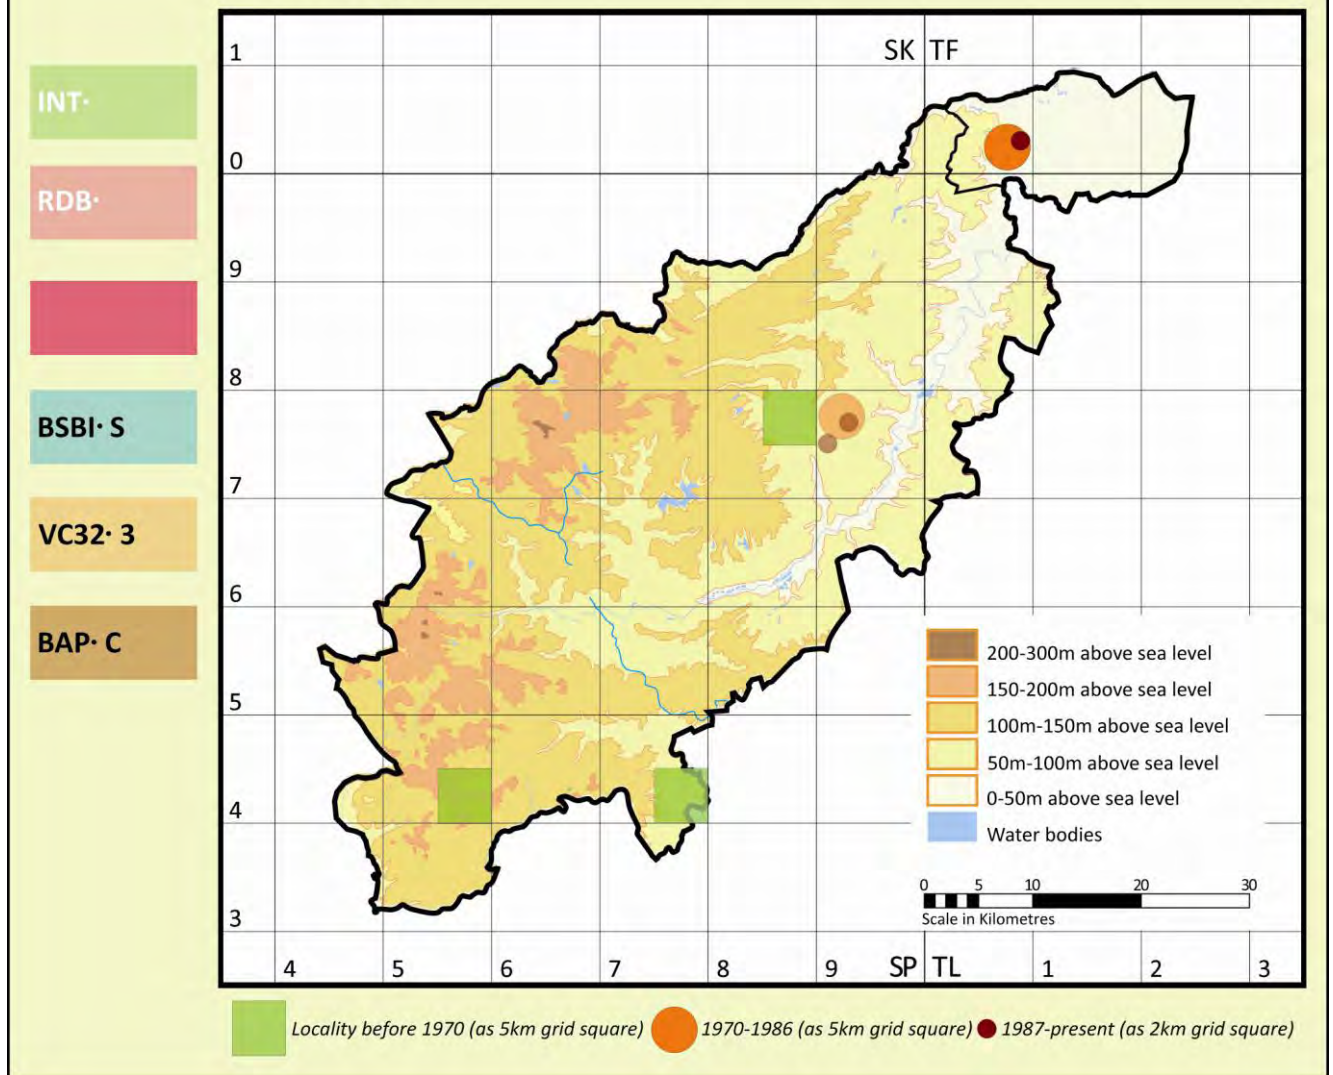 INT·
RDB·
BSBI· S
VC32· 3
BAP· C
SK TF
1
0
9
8
7
6
5
4
3
4 5 6 7 8 9 SP TL 1 2 3
200-300m above sea level
150-200m above sea level
100m-150m above sea level
50m-100m above sea level
0-50m above sea level
Water bodies
0 5 10 20 30
Scale in Kilometres
Locality before 1970 (as 5km grid square) 1970-1986 (as 5km grid square) 1987-present (as 2km grid square)